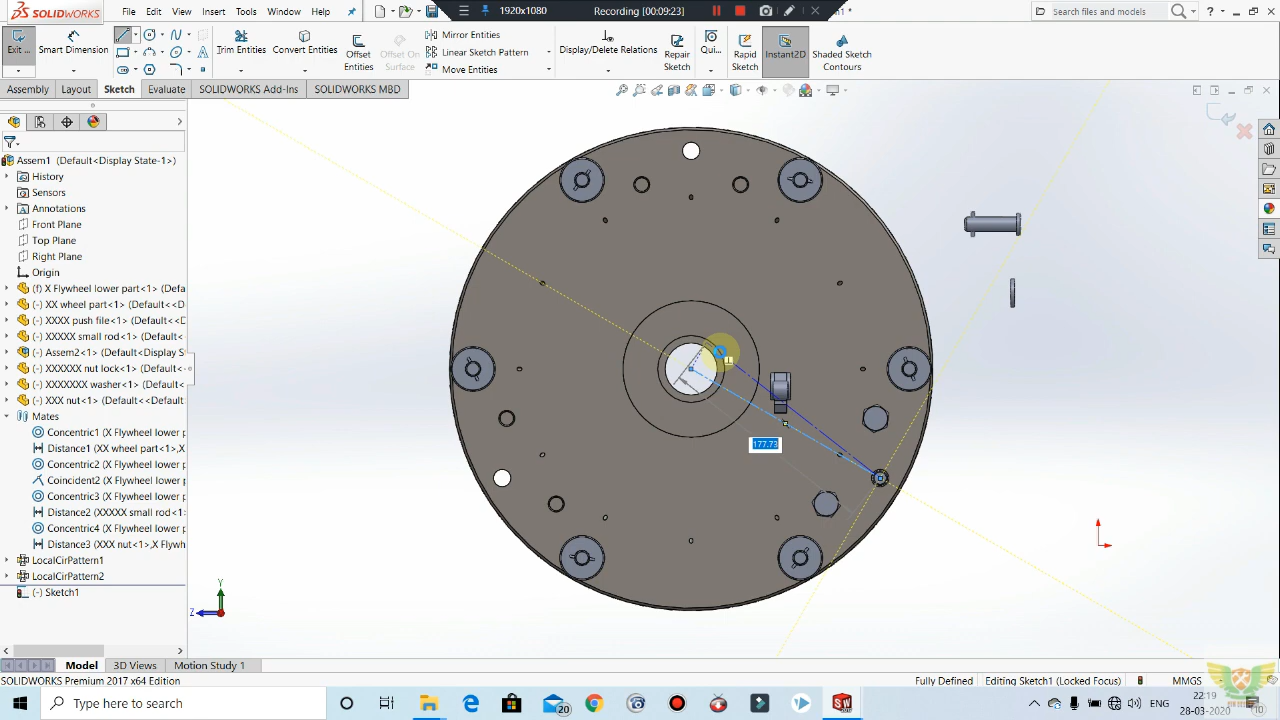 SOLIDWORKS
File Edit View Insert Tools Window Help
1920x1080
Recording [00:09:23]
Search files and models
Exit ...
Smart Dimension
Trim Entities
Convert Entities
Offset Entities
Offset On Surface
Mirror Entities
Linear Sketch Pattern
Move Entities
Display/Delete Relations
Repair Sketch
Qui...
Rapid Sketch
Instant2D
Shaded Sketch Contours
Assembly Layout Sketch Evaluate SOLIDWORKS Add-Ins SOLIDWORKS MBD
Assem1 (Default<Display State-1>)
History
Sensors
Annotations
Front Plane
Top Plane
Right Plane
Origin
(f) X Flywheel lower part<1> (Defa
(-) XX wheel part<1> (Default<<D
(-) XXXX push file<1> (Default<<D
(-) XXXXX small rod<1> (Default<
(-) Assem2<1> (Default<Display S
(-) XXXXXX nut lock<1> (Default<<
(-) XXXXXXX washer<1> (Default<
(-) XXX nut<1> (Default<<Default>
Mates
Concentric1 (X Flywheel lower p
Distance1 (XX wheel part<1>,X
Concentric2 (X Flywheel lower p
Coincident2 (X Flywheel lower p
Concentric3 (X Flywheel lower p
Distance2 (XXXXX small rod<1>
Concentric4 (X Flywheel lower p
Distance3 (XXX nut<1>,X Flywh
LocalCirPattern1
LocalCirPattern2
(-) Sketch1
177.73
Y
Z
Model 3D Views Motion Study 1
SOLIDWORKS Premium 2017 x64 Edition
Fully Defined
Editing Sketch1 (Locked Focus)
MMGS
Type here to search
20
22:19
28-03-2020
10